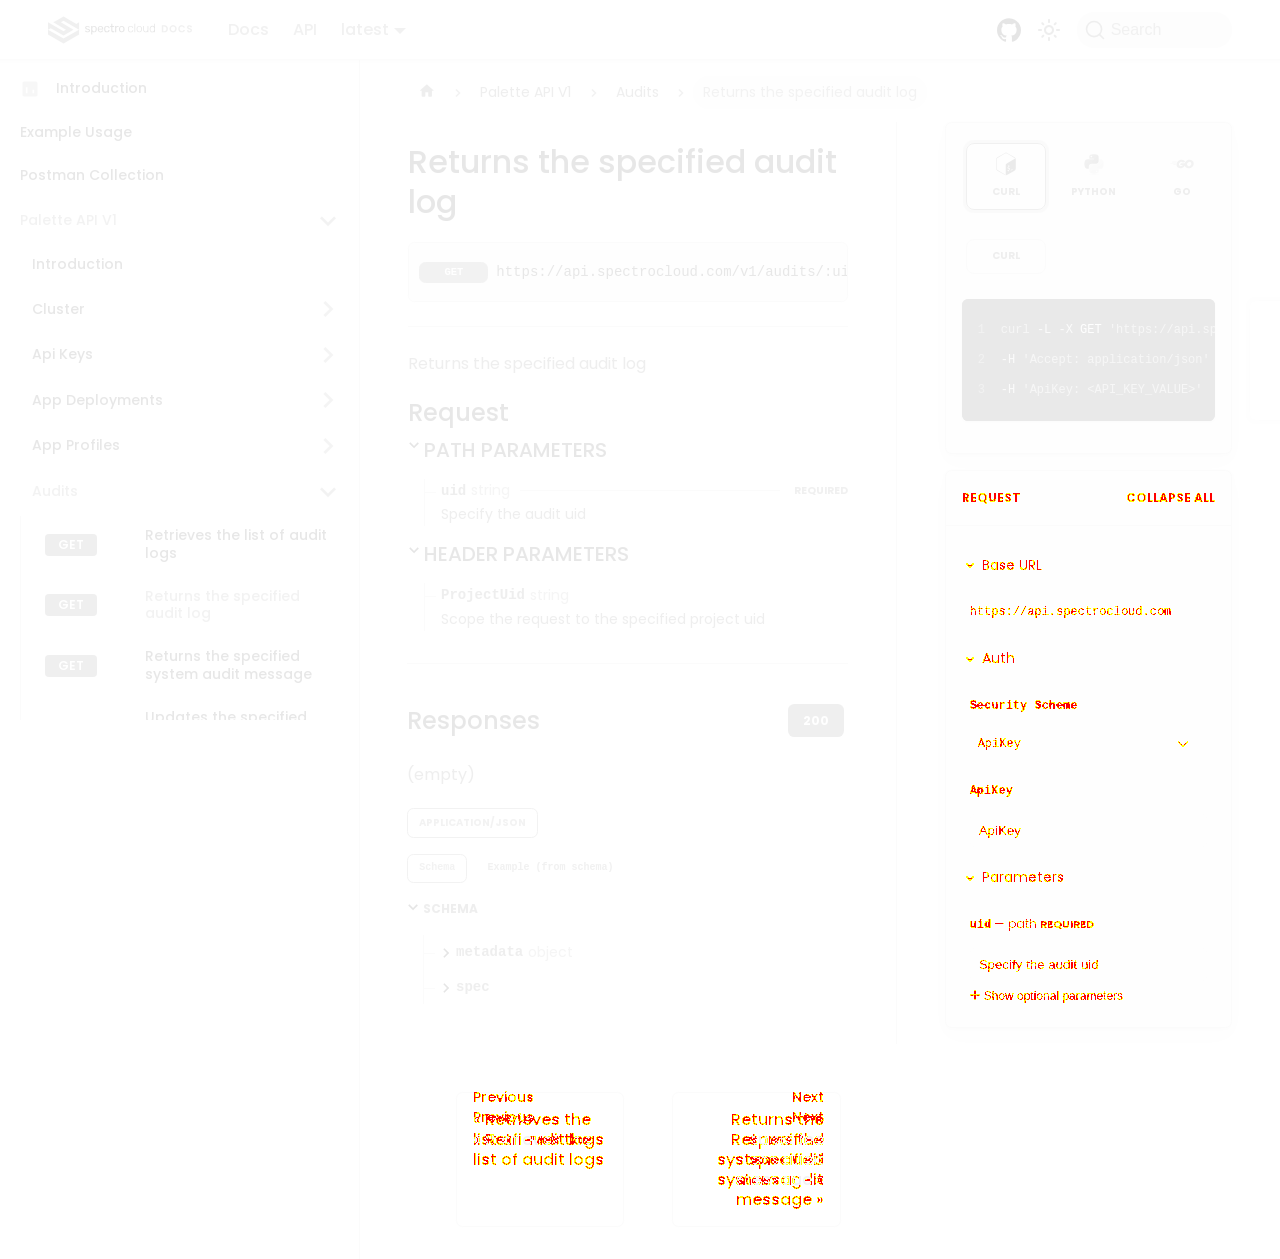 spectro cloud DOCS
Docs API latest
Search
Introduction
Example Usage
Postman Collection
Palette API V1
Introduction
Cluster
Api Keys
App Deployments
App Profiles
Audits
GET Retrieves the list of audit
logs
GET Returns the specified
audit log
GET Returns the specified
system audit message
Updates the specified
Palette API V1 Audits Returns the specified audit log
Returns the specified audit
log
GET https://api.spectrocloud.com/v1/audits/:ui
Returns the specified audit log
Request
PATH PARAMETERS
uid string REQUIRED
Specify the audit uid
HEADER PARAMETERS
ProjectUid string
Scope the request to the specified project uid
Responses
200
(empty)
APPLICATION/JSON
Schema Example (from schema)
SCHEMA
metadata object
spec
CURL PYTHON GO
CURL
1 curl -L -X GET 'https://api.sp
2 -H 'Accept: application/json'
3 -H 'ApiKey: <API_KEY_VALUE>'
REQUEST COLLAPSE ALL
Base URL
https://api.spectrocloud.com
Auth
Security Scheme
ApiKey
ApiKey
ApiKey
Parameters
uid — path REQUIRED
Specify the audit uid
Show optional parameters
Previous
Previous
list of audit logs
Next
Next
Returns the
message »